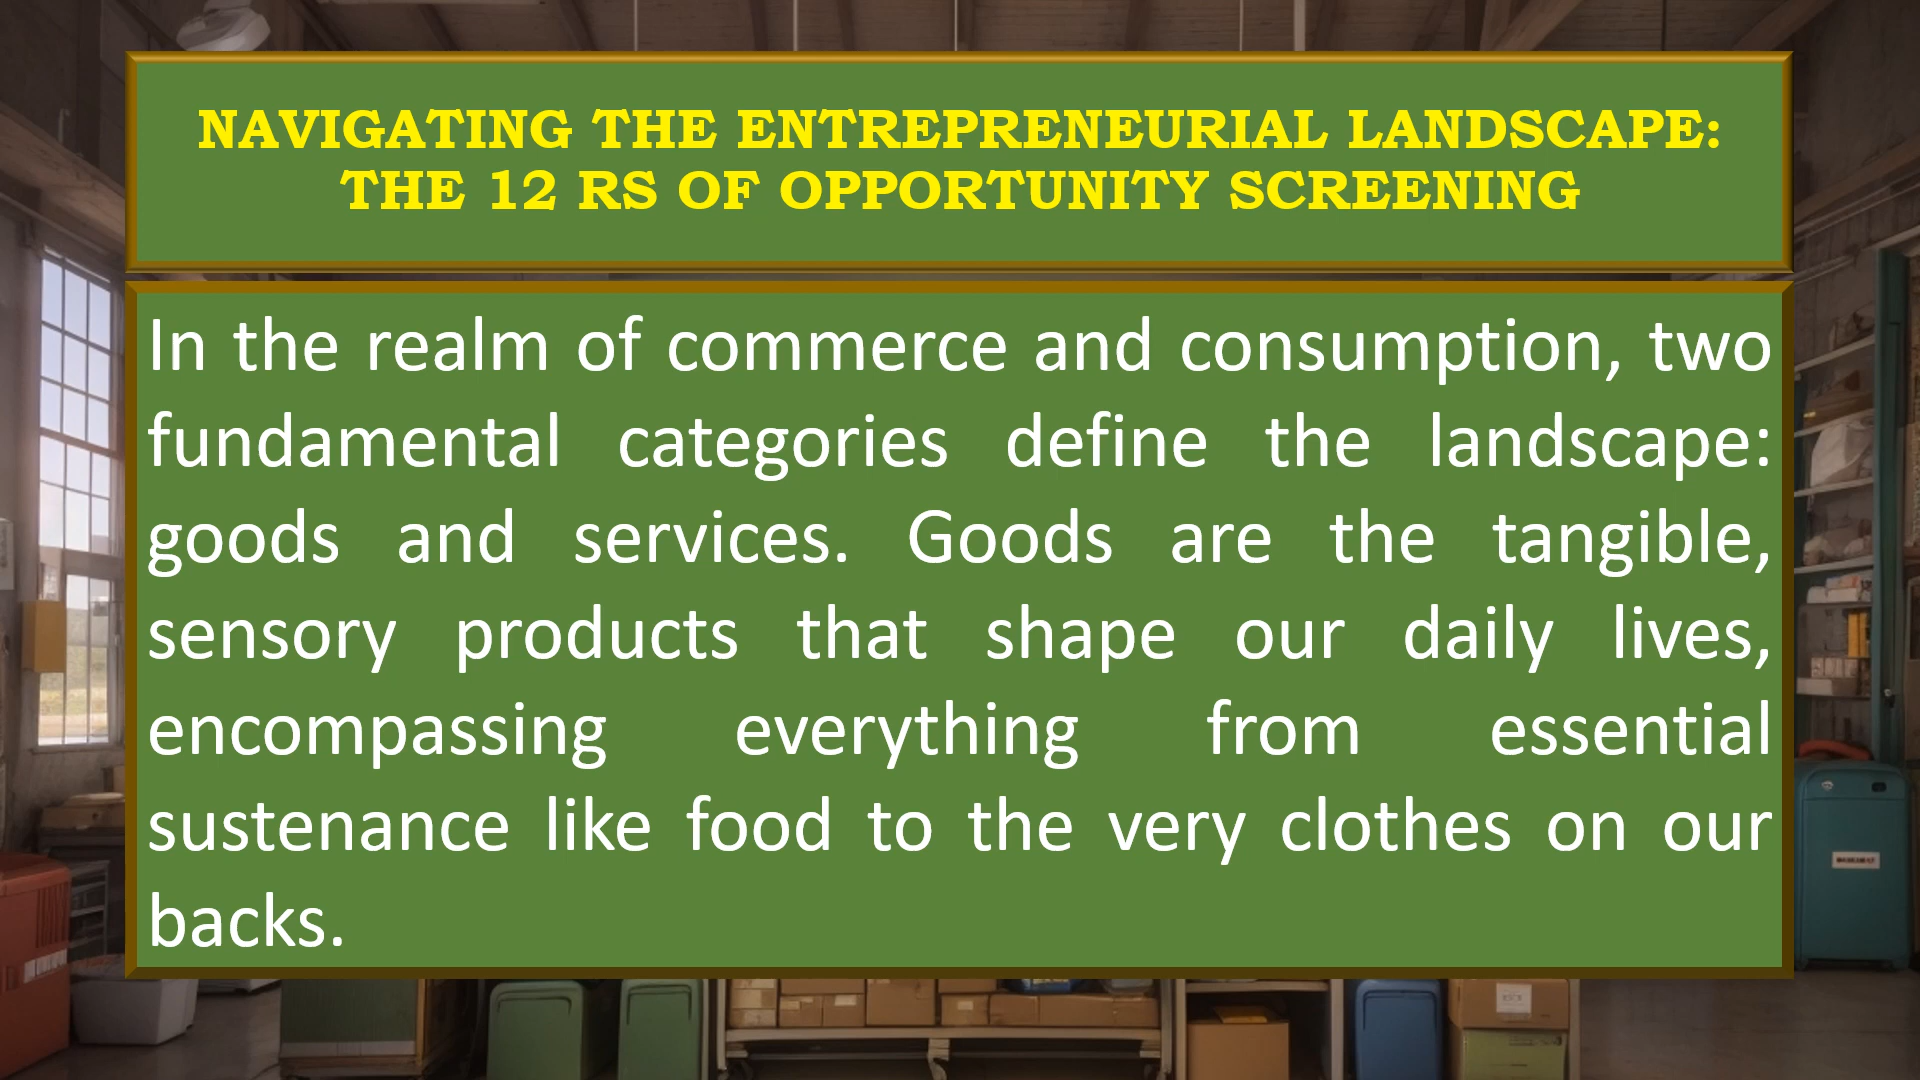 NAVIGATING THE ENTREPRENEURIAL LANDSCAPE:
THE 12 RS OF OPPORTUNITY SCREENING
In the realm of commerce and consumption, two
fundamental categories define the landscape:
goods and services. Goods are the tangible,
sensory products that shape our daily lives,
encompassing everything from essential
sustenance like food to the very clothes on our
backs.